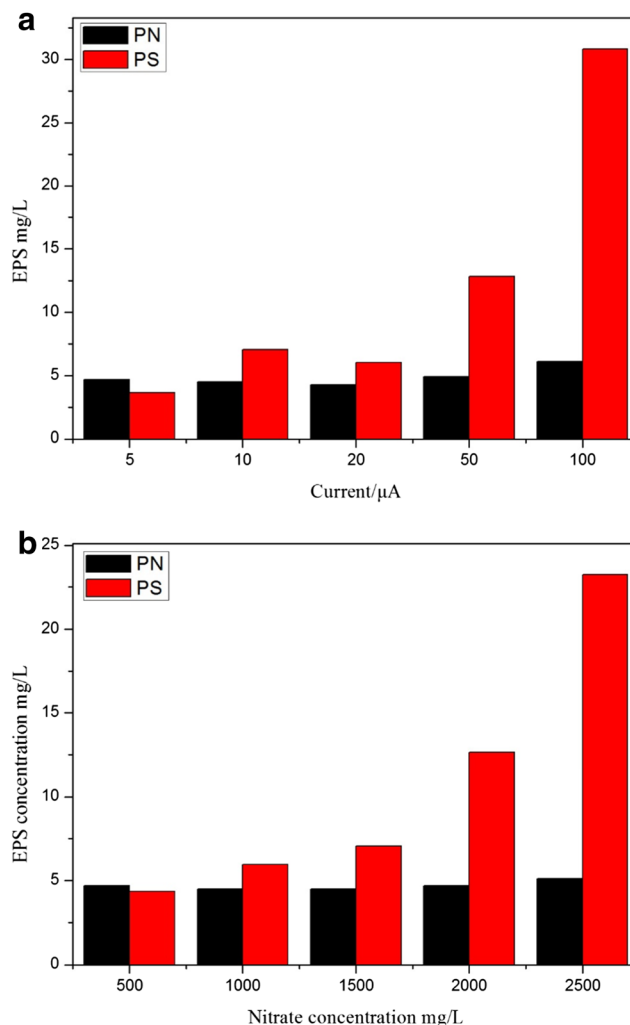 a
PN
PS
30
25
20
15
10
5
0
EPS mg/L
5 10 20 50 100
Current/μA
b
PN
PS
25
20
15
10
5
0
EPS concentration mg/L
500 1000 1500 2000 2500
Nitrate concentration mg/L